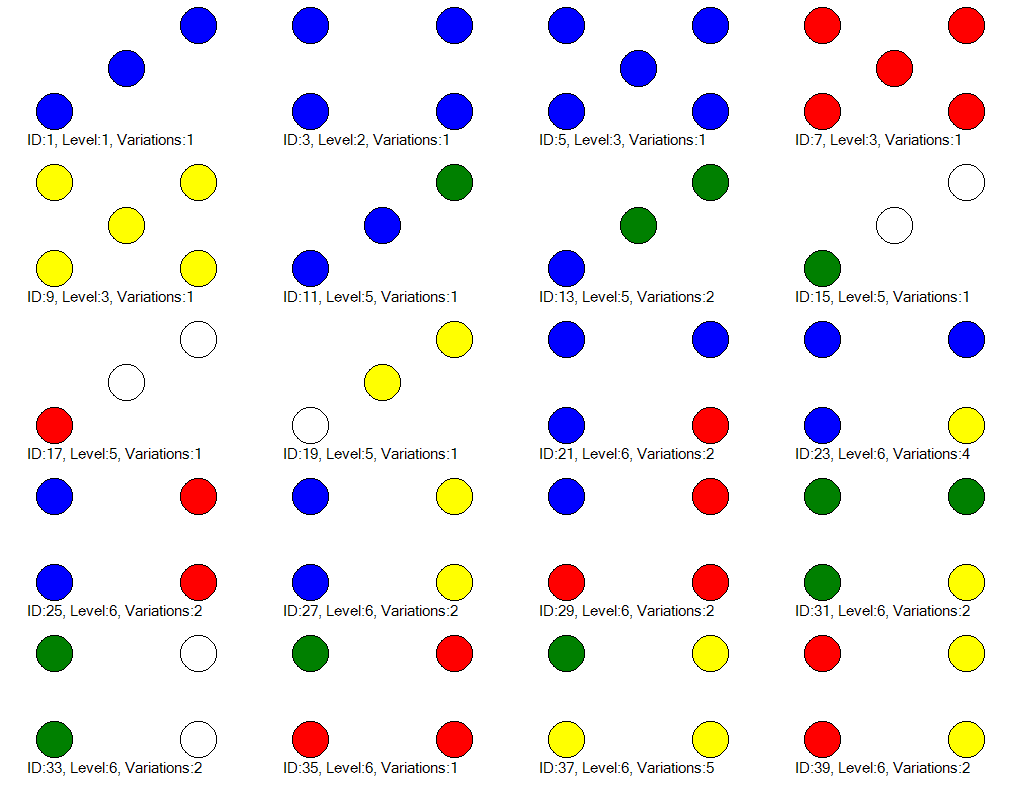 ID:1, Level:1, Variations:1
ID:3, Level:2, Variations:1
ID:5, Level:3, Variations:1
ID:7, Level:3, Variations:1
ID:9, Level:3, Variations:1
ID:11, Level:5, Variations:1
ID:13, Level:5, Variations:2
ID:15, Level:5, Variations:1
ID:17, Level:5, Variations:1
ID:19, Level:5, Variations:1
ID:21, Level:6, Variations:2
ID:23, Level:6, Variations:4
ID:25, Level:6, Variations:2
ID:27, Level:6, Variations:2
ID:29, Level:6, Variations:2
ID:31, Level:6, Variations:2
ID:33, Level:6, Variations:2
ID:35, Level:6, Variations:1
ID:37, Level:6, Variations:5
ID:39, Level:6, Variations:2